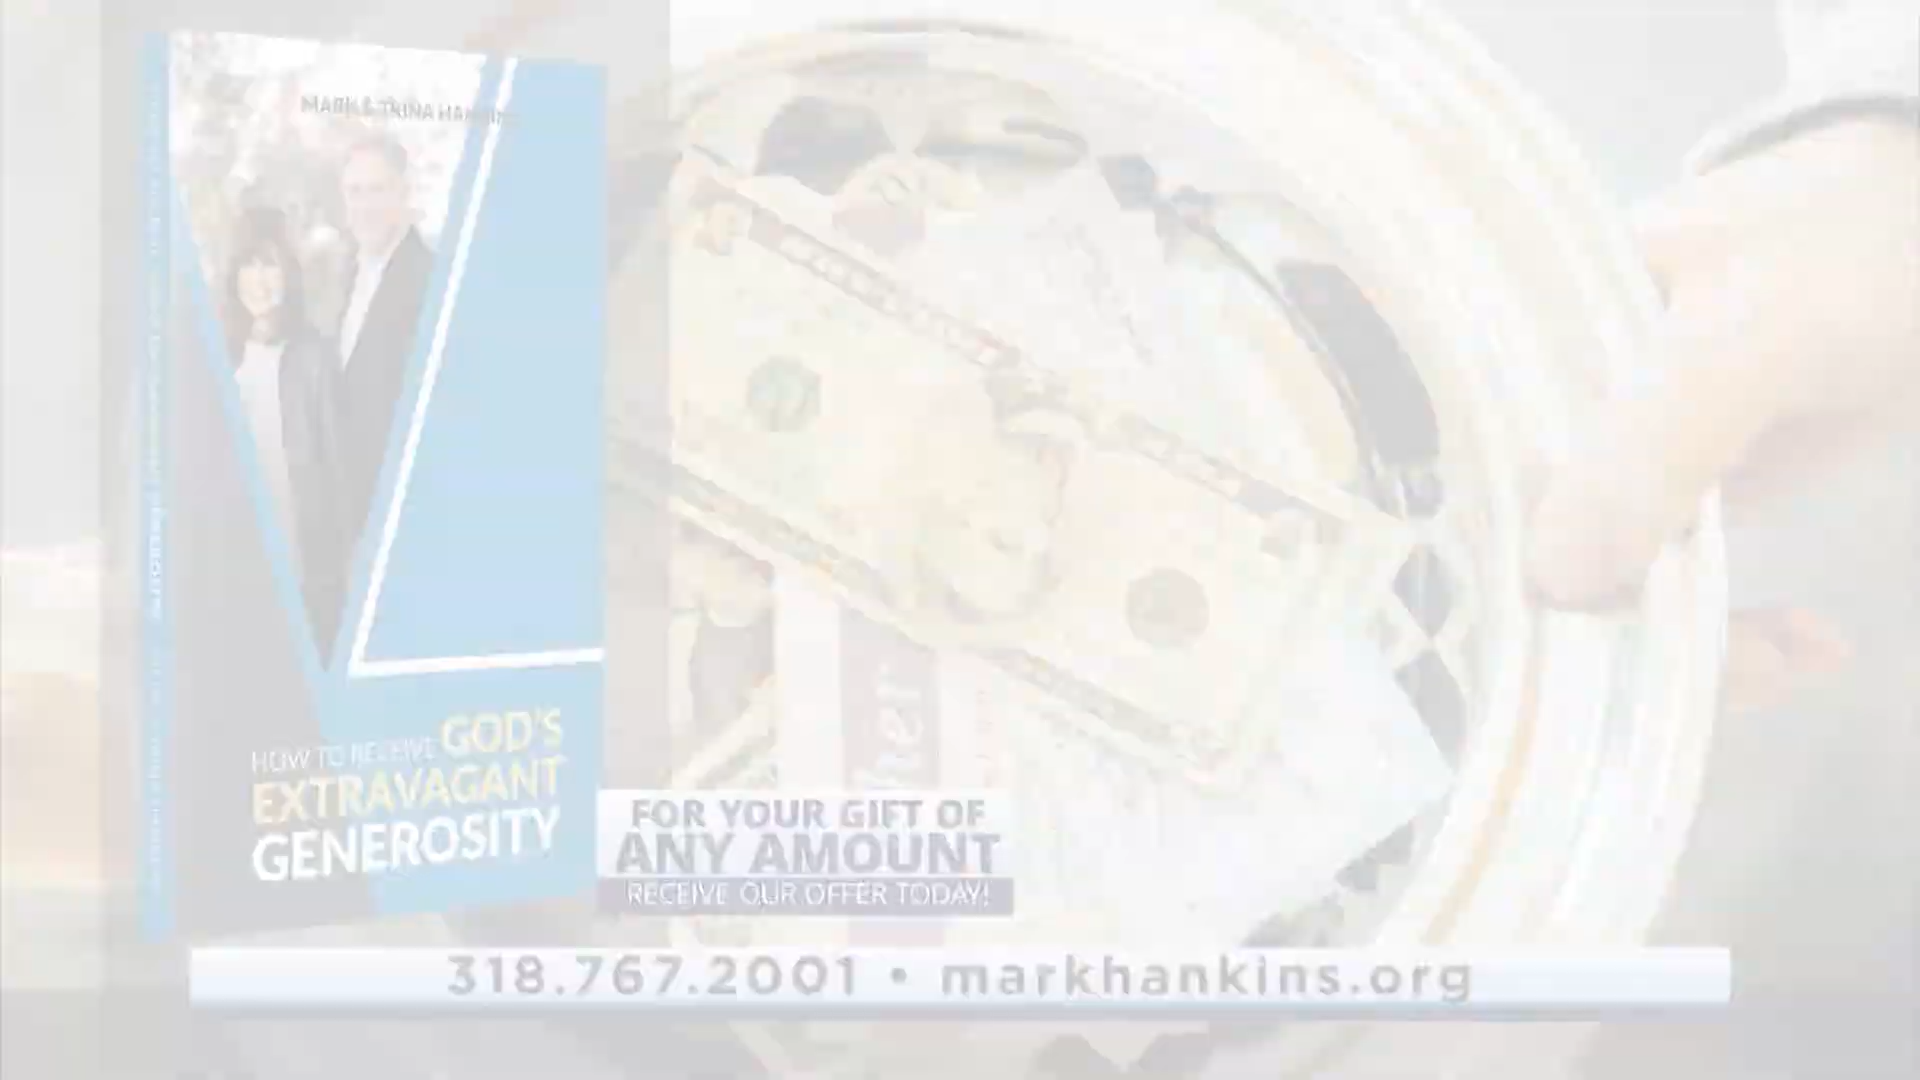 MARK & TRINA HANKINS
HOW TO RECEIVE GOD'S
EXTRAVAGANT
GENEROSITY
FOR YOUR GIFT OF
ANY AMOUNT
RECEIVE OUR OFFER TODAY!
318.767.2001 • markhankins.org